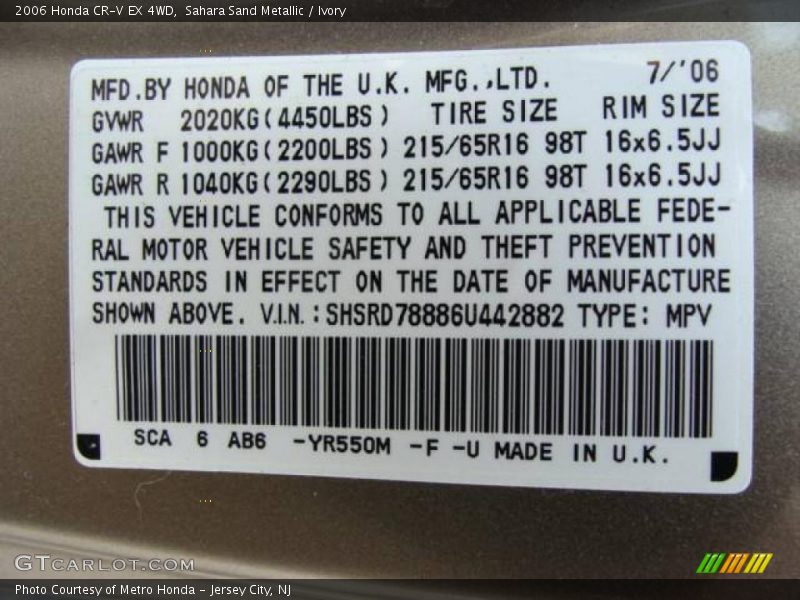 2006 Honda CR-V EX 4WD, Sahara Sand Metallic / Ivory
MFD.BY HONDA OF THE U.K. MFG.,LTD. 7/'06
GVWR 2020KG(4450LBS) TIRE SIZE RIM SIZE
GAWR F 1000KG(2200LBS) 215/65R16 98T 16x6.5JJ
GAWR R 1040KG(2290LBS) 215/65R16 98T 16x6.5JJ
THIS VEHICLE CONFORMS TO ALL APPLICABLE FEDE-
RAL MOTOR VEHICLE SAFETY AND THEFT PREVENTION
STANDARDS IN EFFECT ON THE DATE OF MANUFACTURE
SHOWN ABOVE. V.I.N.:SHSRD78886U442882 TYPE: MPV
SCA 6 AB6 -YR550M -F -U MADE IN U.K.
GTCARLOT.COM
Photo Courtesy of Metro Honda - Jersey City, NJ